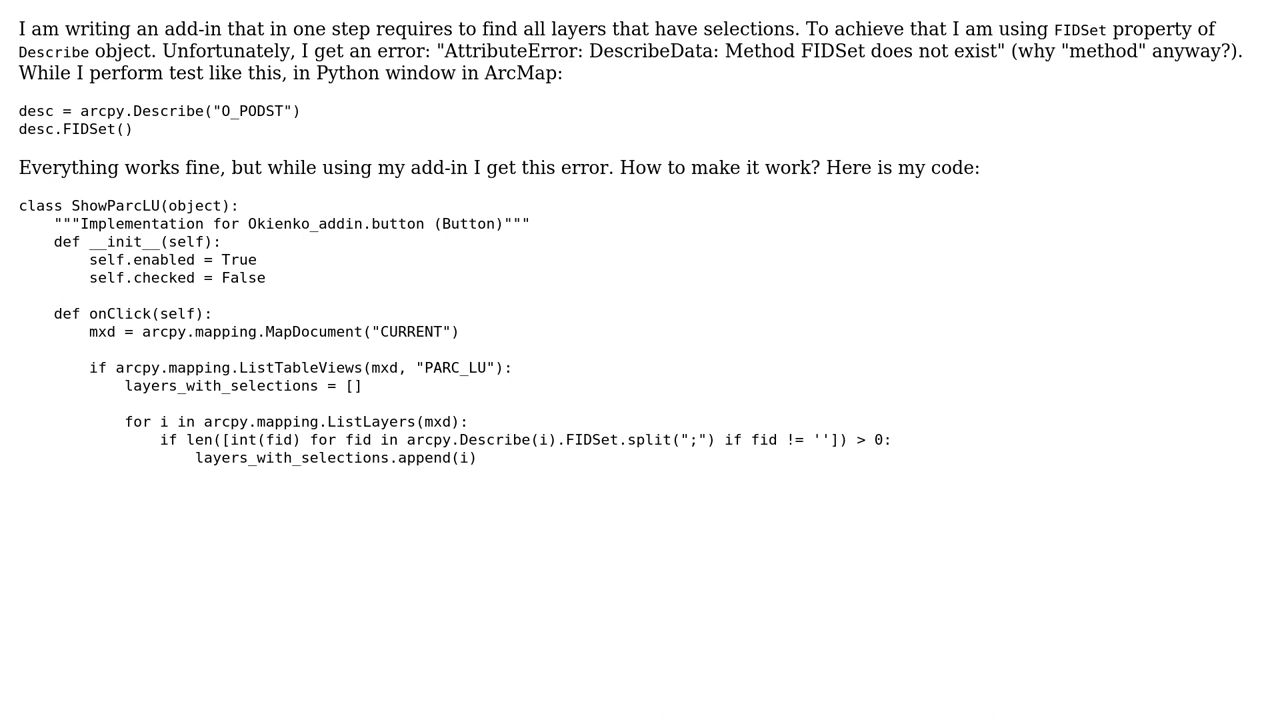 I am writing an add-in that in one step requires to find all layers that have selections. To achieve that I am using FIDSet property of
Describe object. Unfortunately, I get an error: "AttributeError: DescribeData: Method FIDSet does not exist" (why "method" anyway?).
While I perform test like this, in Python window in ArcMap:
desc = arcpy.Describe("O_PODST")
desc.FIDSet()
Everything works fine, but while using my add-in I get this error. How to make it work? Here is my code:
class ShowParcLU(object):
    """Implementation for Okienko_addin.button (Button)"""
    def __init__(self):
        self.enabled = True
        self.checked = False
    def onClick(self):
        mxd = arcpy.mapping.MapDocument("CURRENT")
        if arcpy.mapping.ListTableViews(mxd, "PARC_LU"):
            layers_with_selections = []
            for i in arcpy.mapping.ListLayers(mxd):
                if len([int(fid) for fid in arcpy.Describe(i).FIDSet.split(";") if fid != '']) > 0:
                    layers_with_selections.append(i)